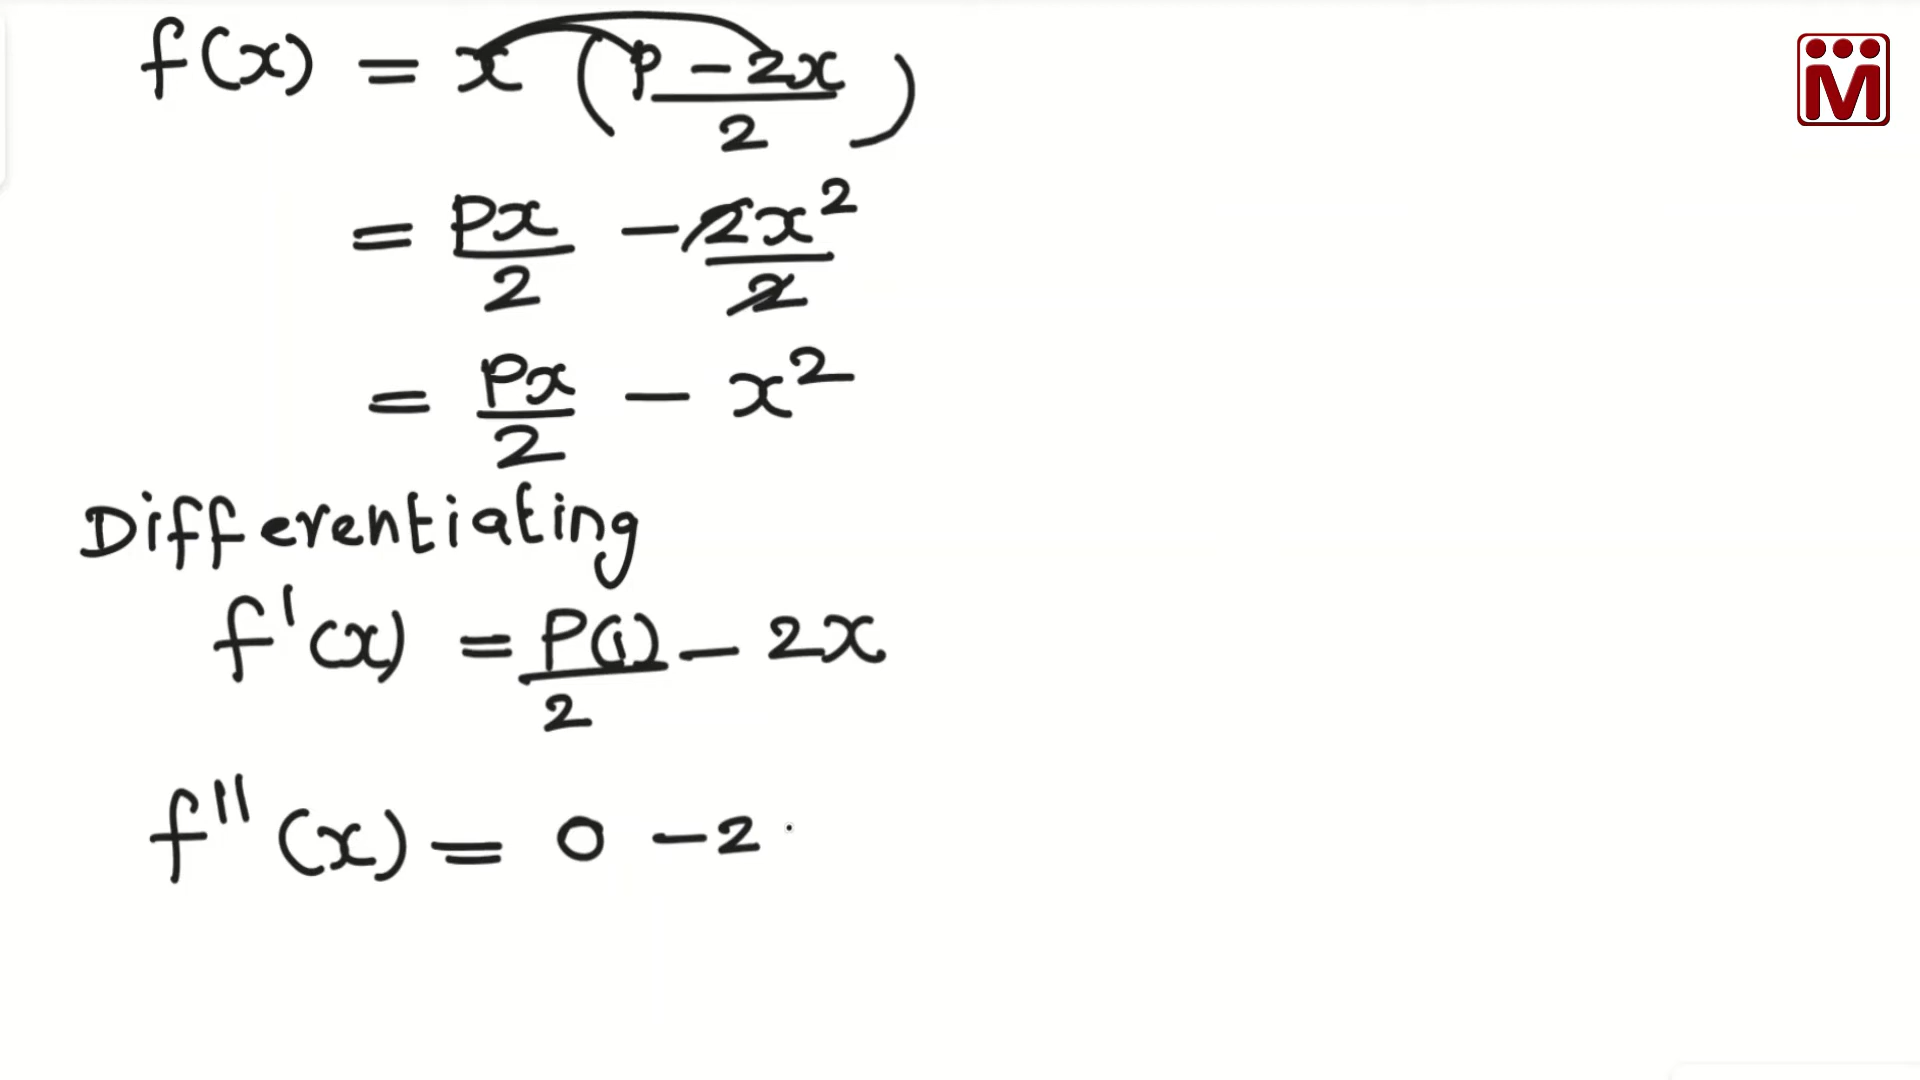 f(x) = x (P - 2x / 2)
= Px/2 - 2x²/2
= Px/2 - x²
Differentiating
f'(x) = P(1)/2 - 2x
f''(x) = 0 - 2
M